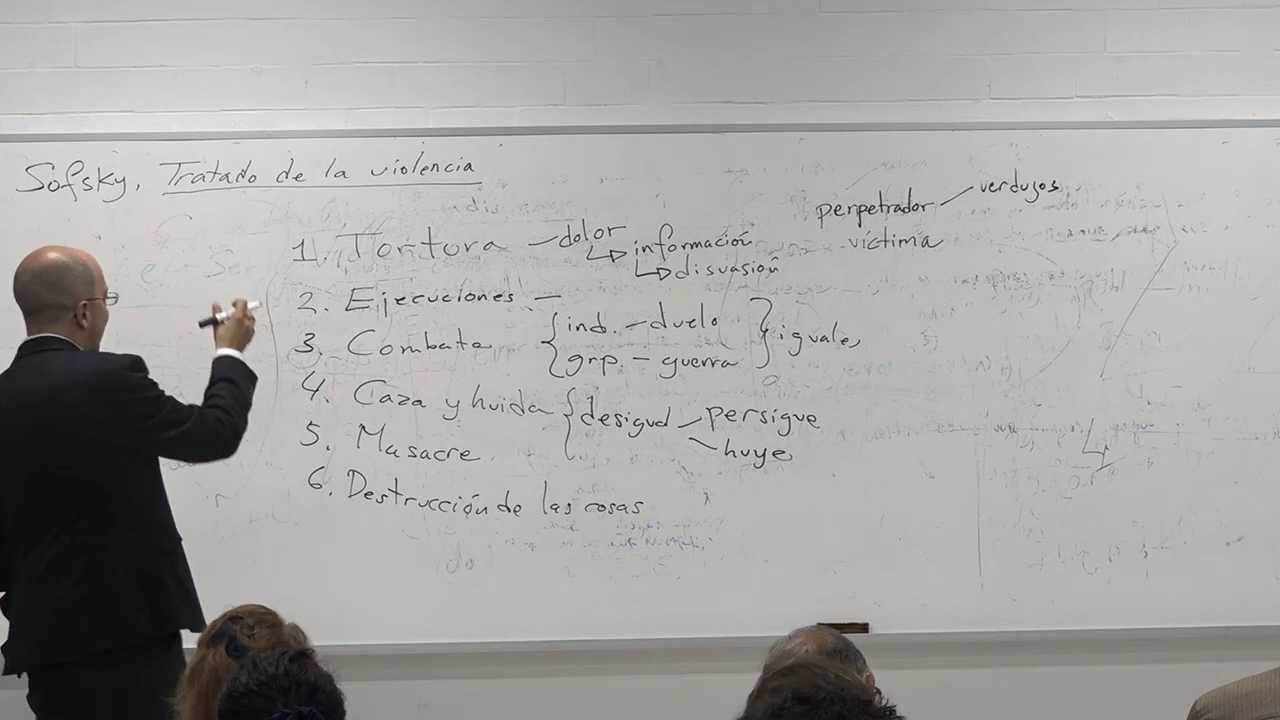 Sofsky, Tratado de la violencia
perpetrador — verdugos
víctima
1. Tortura — dolor
↳ información
↳ disuasión
2. Ejecuciones —
3. Combate { ind. – duelo } iguales
grp. – guerra
4. Caza y huida { desigual — persigue
huye
5. Masacre
6. Destrucción de las cosas